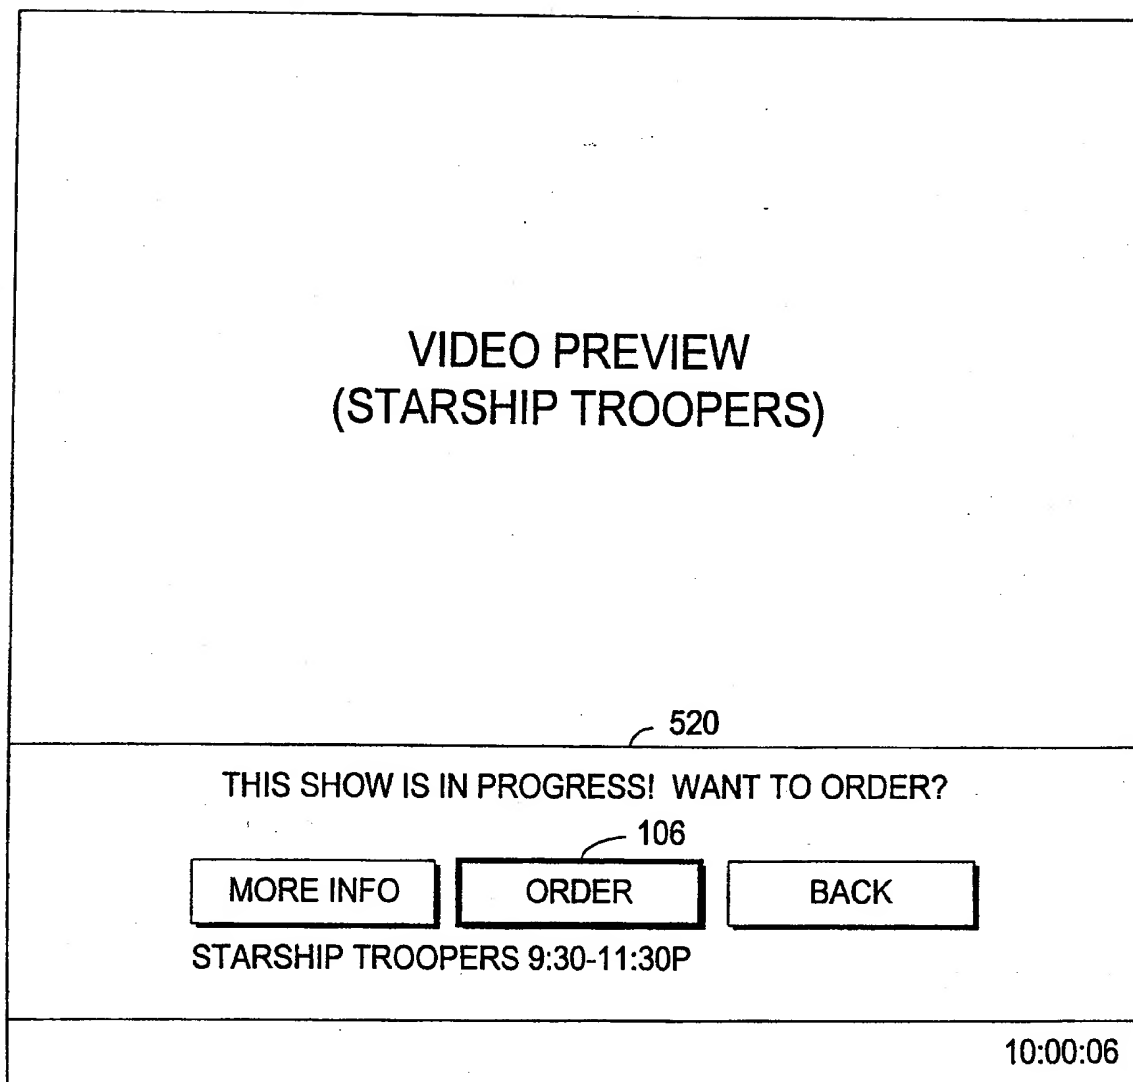 VIDEO PREVIEW
(STARSHIP TROOPERS)
520
THIS SHOW IS IN PROGRESS! WANT TO ORDER?
106
MORE INFO
ORDER
BACK
STARSHIP TROOPERS 9:30-11:30P
10:00:06